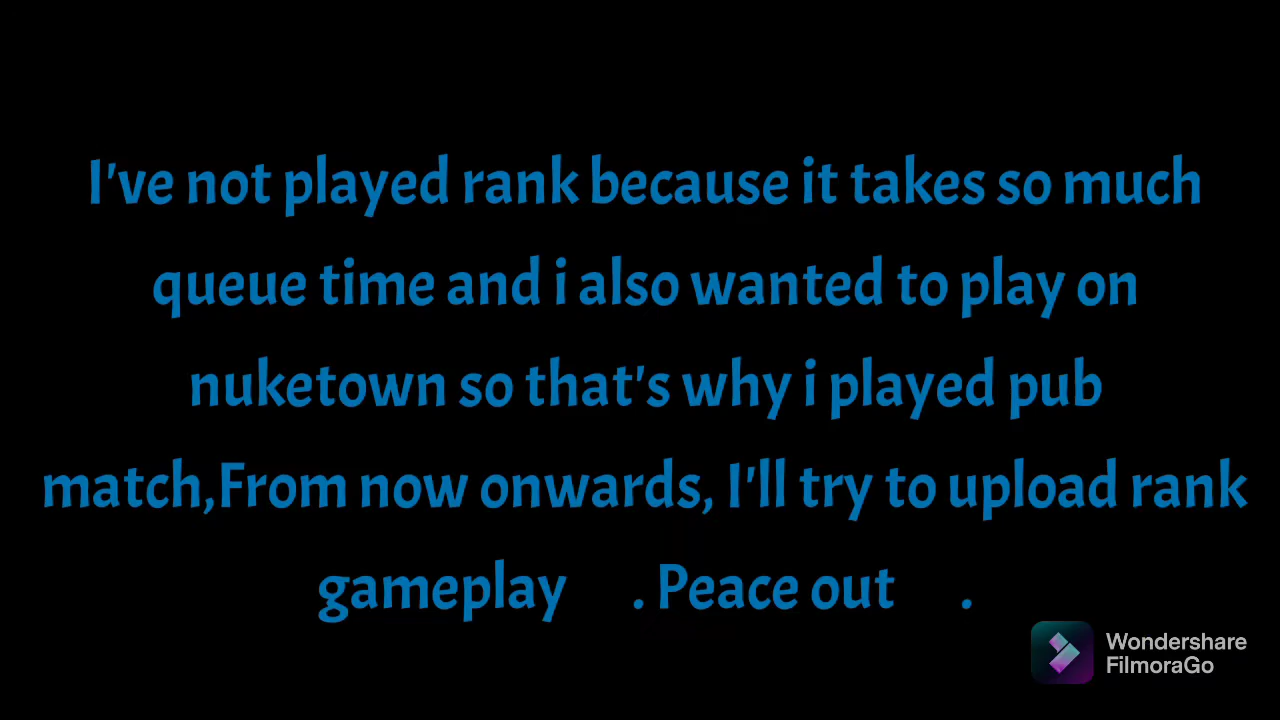 I've not played rank because it takes so much
queue time and i also wanted to play on
nuketown so that's why i played pub
match,From now onwards, I'll try to upload rank
gameplay . Peace out .
Wondershare
FilmoraGo